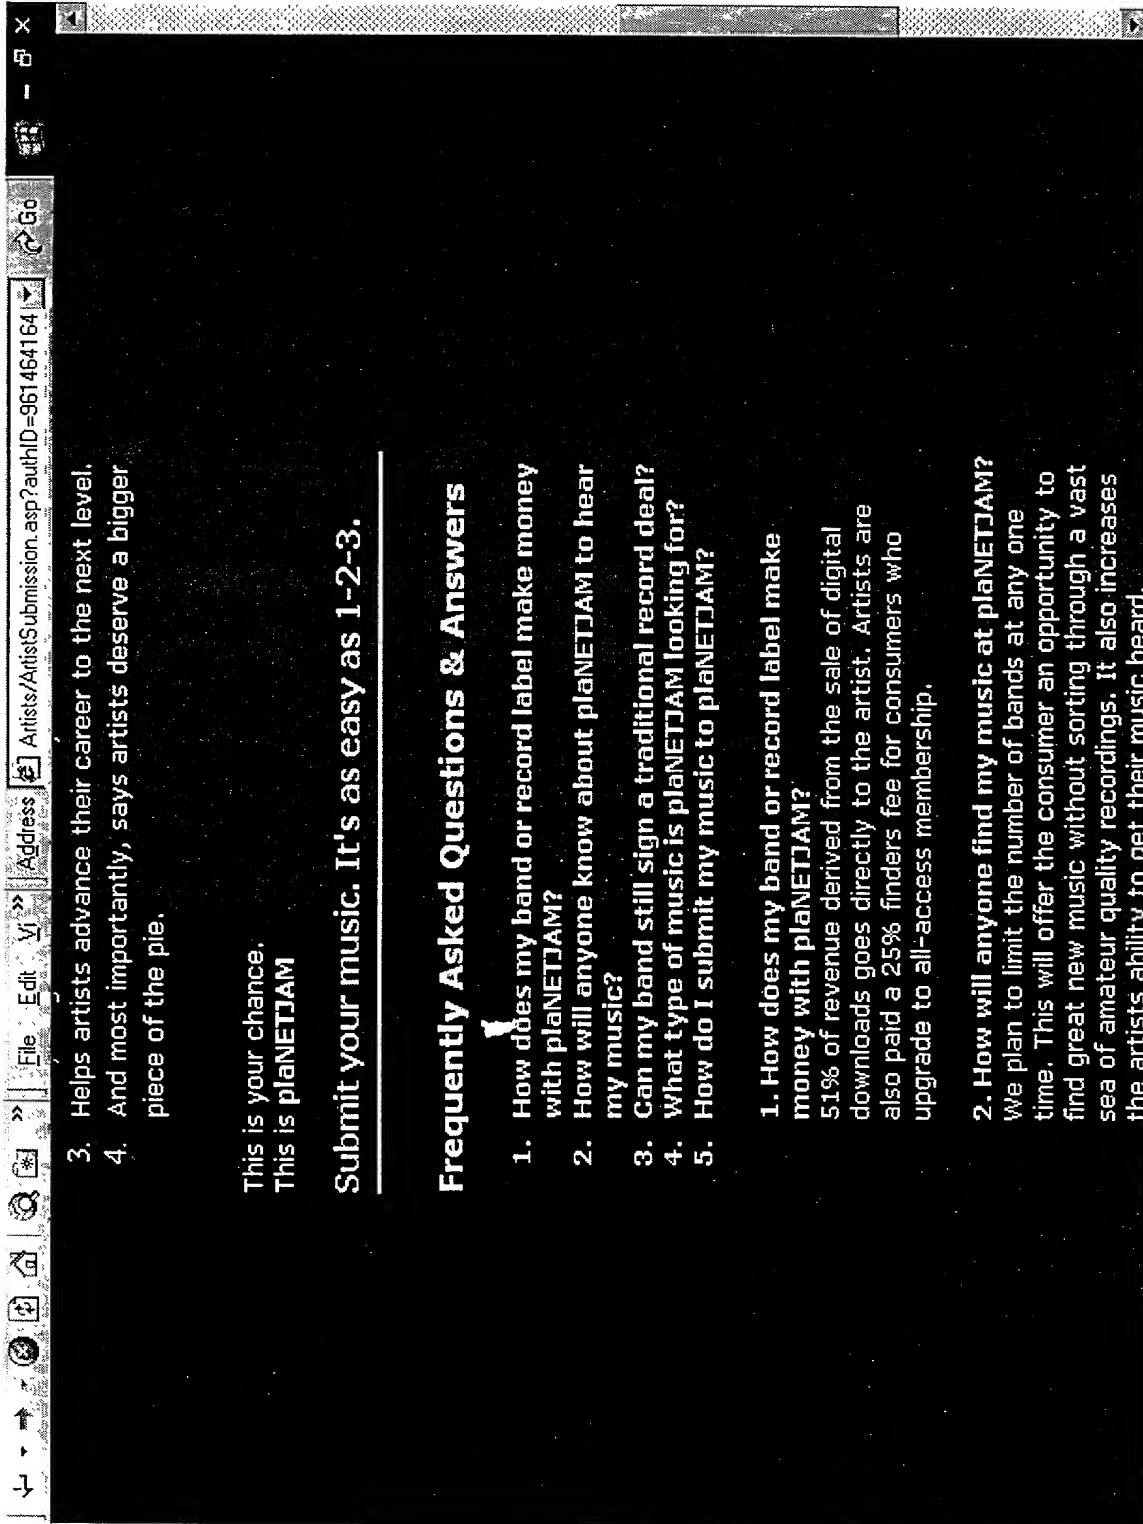 File Edit Vi » Address Artists/ArtistSubmission.asp?authID=961464164 Go
3. Helps artists advance their career to the next level.
4. And most importantly, says artists deserve a bigger
piece of the pie.
This is your chance.
This is plaNETJAM
Submit your music. It's as easy as 1-2-3.
Frequently Asked Questions & Answers
1. How does my band or record label make money
with plaNETJAM?
2. How will anyone know about plaNETJAM to hear
my music?
3. Can my band still sign a traditional record deal?
4. What type of music is plaNETJAM looking for?
5. How do I submit my music to plaNETJAM?
1. How does my band or record label make
money with plaNETJAM?
51% of revenue derived from the sale of digital
downloads goes directly to the artist. Artists are
also paid a 25% finders fee for consumers who
upgrade to all-access membership.
2. How will anyone find my music at plaNETJAM?
We plan to limit the number of bands at any one
time. This will offer the consumer an opportunity to
find great new music without sorting through a vast
sea of amateur quality recordings. It also increases
the artists ability to get their music heard.